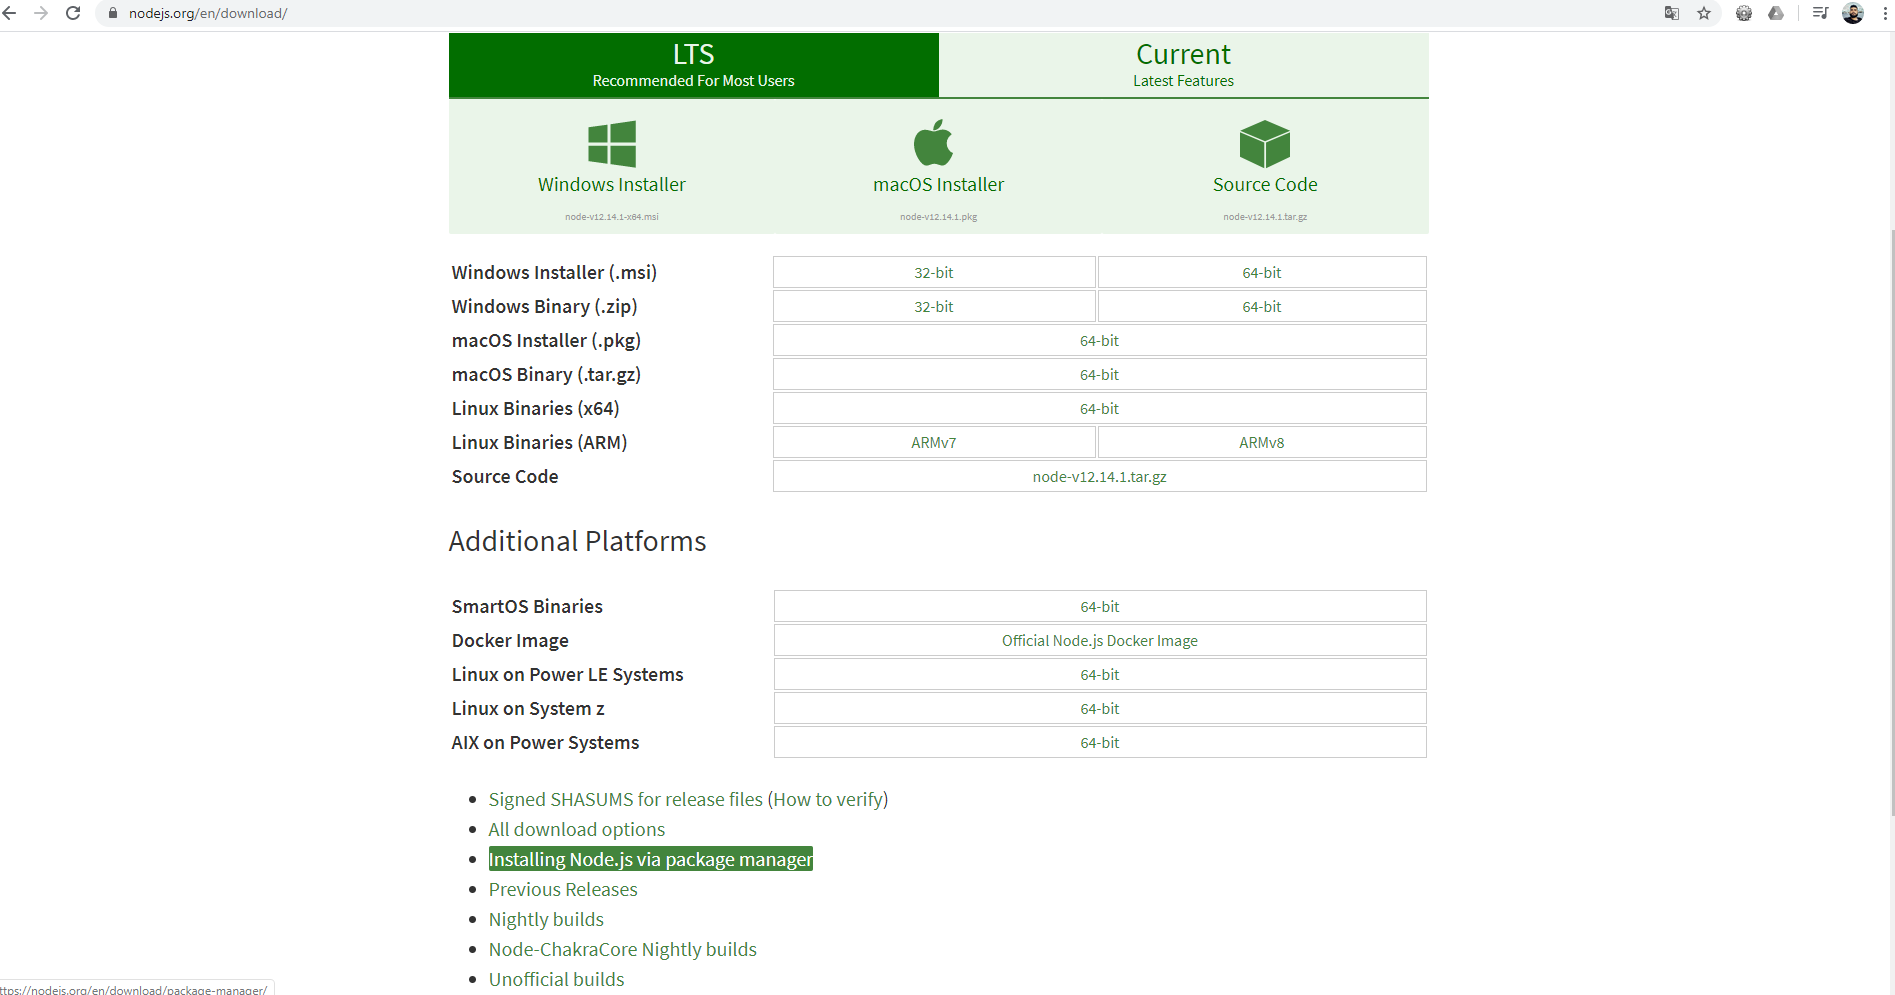 nodejs.org/en/download/
LTS
Recommended For Most Users
Current
Latest Features
Windows Installer
node-v12.14.1-x64.msi
macOS Installer
node-v12.14.1.pkg
Source Code
node-v12.14.1.tar.gz
Windows Installer (.msi) 32-bit 64-bit
Windows Binary (.zip) 32-bit 64-bit
macOS Installer (.pkg) 64-bit
macOS Binary (.tar.gz) 64-bit
Linux Binaries (x64) 64-bit
Linux Binaries (ARM) ARMv7 ARMv8
Source Code node-v12.14.1.tar.gz
Additional Platforms
SmartOS Binaries 64-bit
Docker Image Official Node.js Docker Image
Linux on Power LE Systems 64-bit
Linux on System z 64-bit
AIX on Power Systems 64-bit
Signed SHASUMS for release files (How to verify)
All download options
Installing Node.js via package manager
Previous Releases
Nightly builds
Node-ChakraCore Nightly builds
Unofficial builds
ttps://nodejs.org/en/download/package-manager/